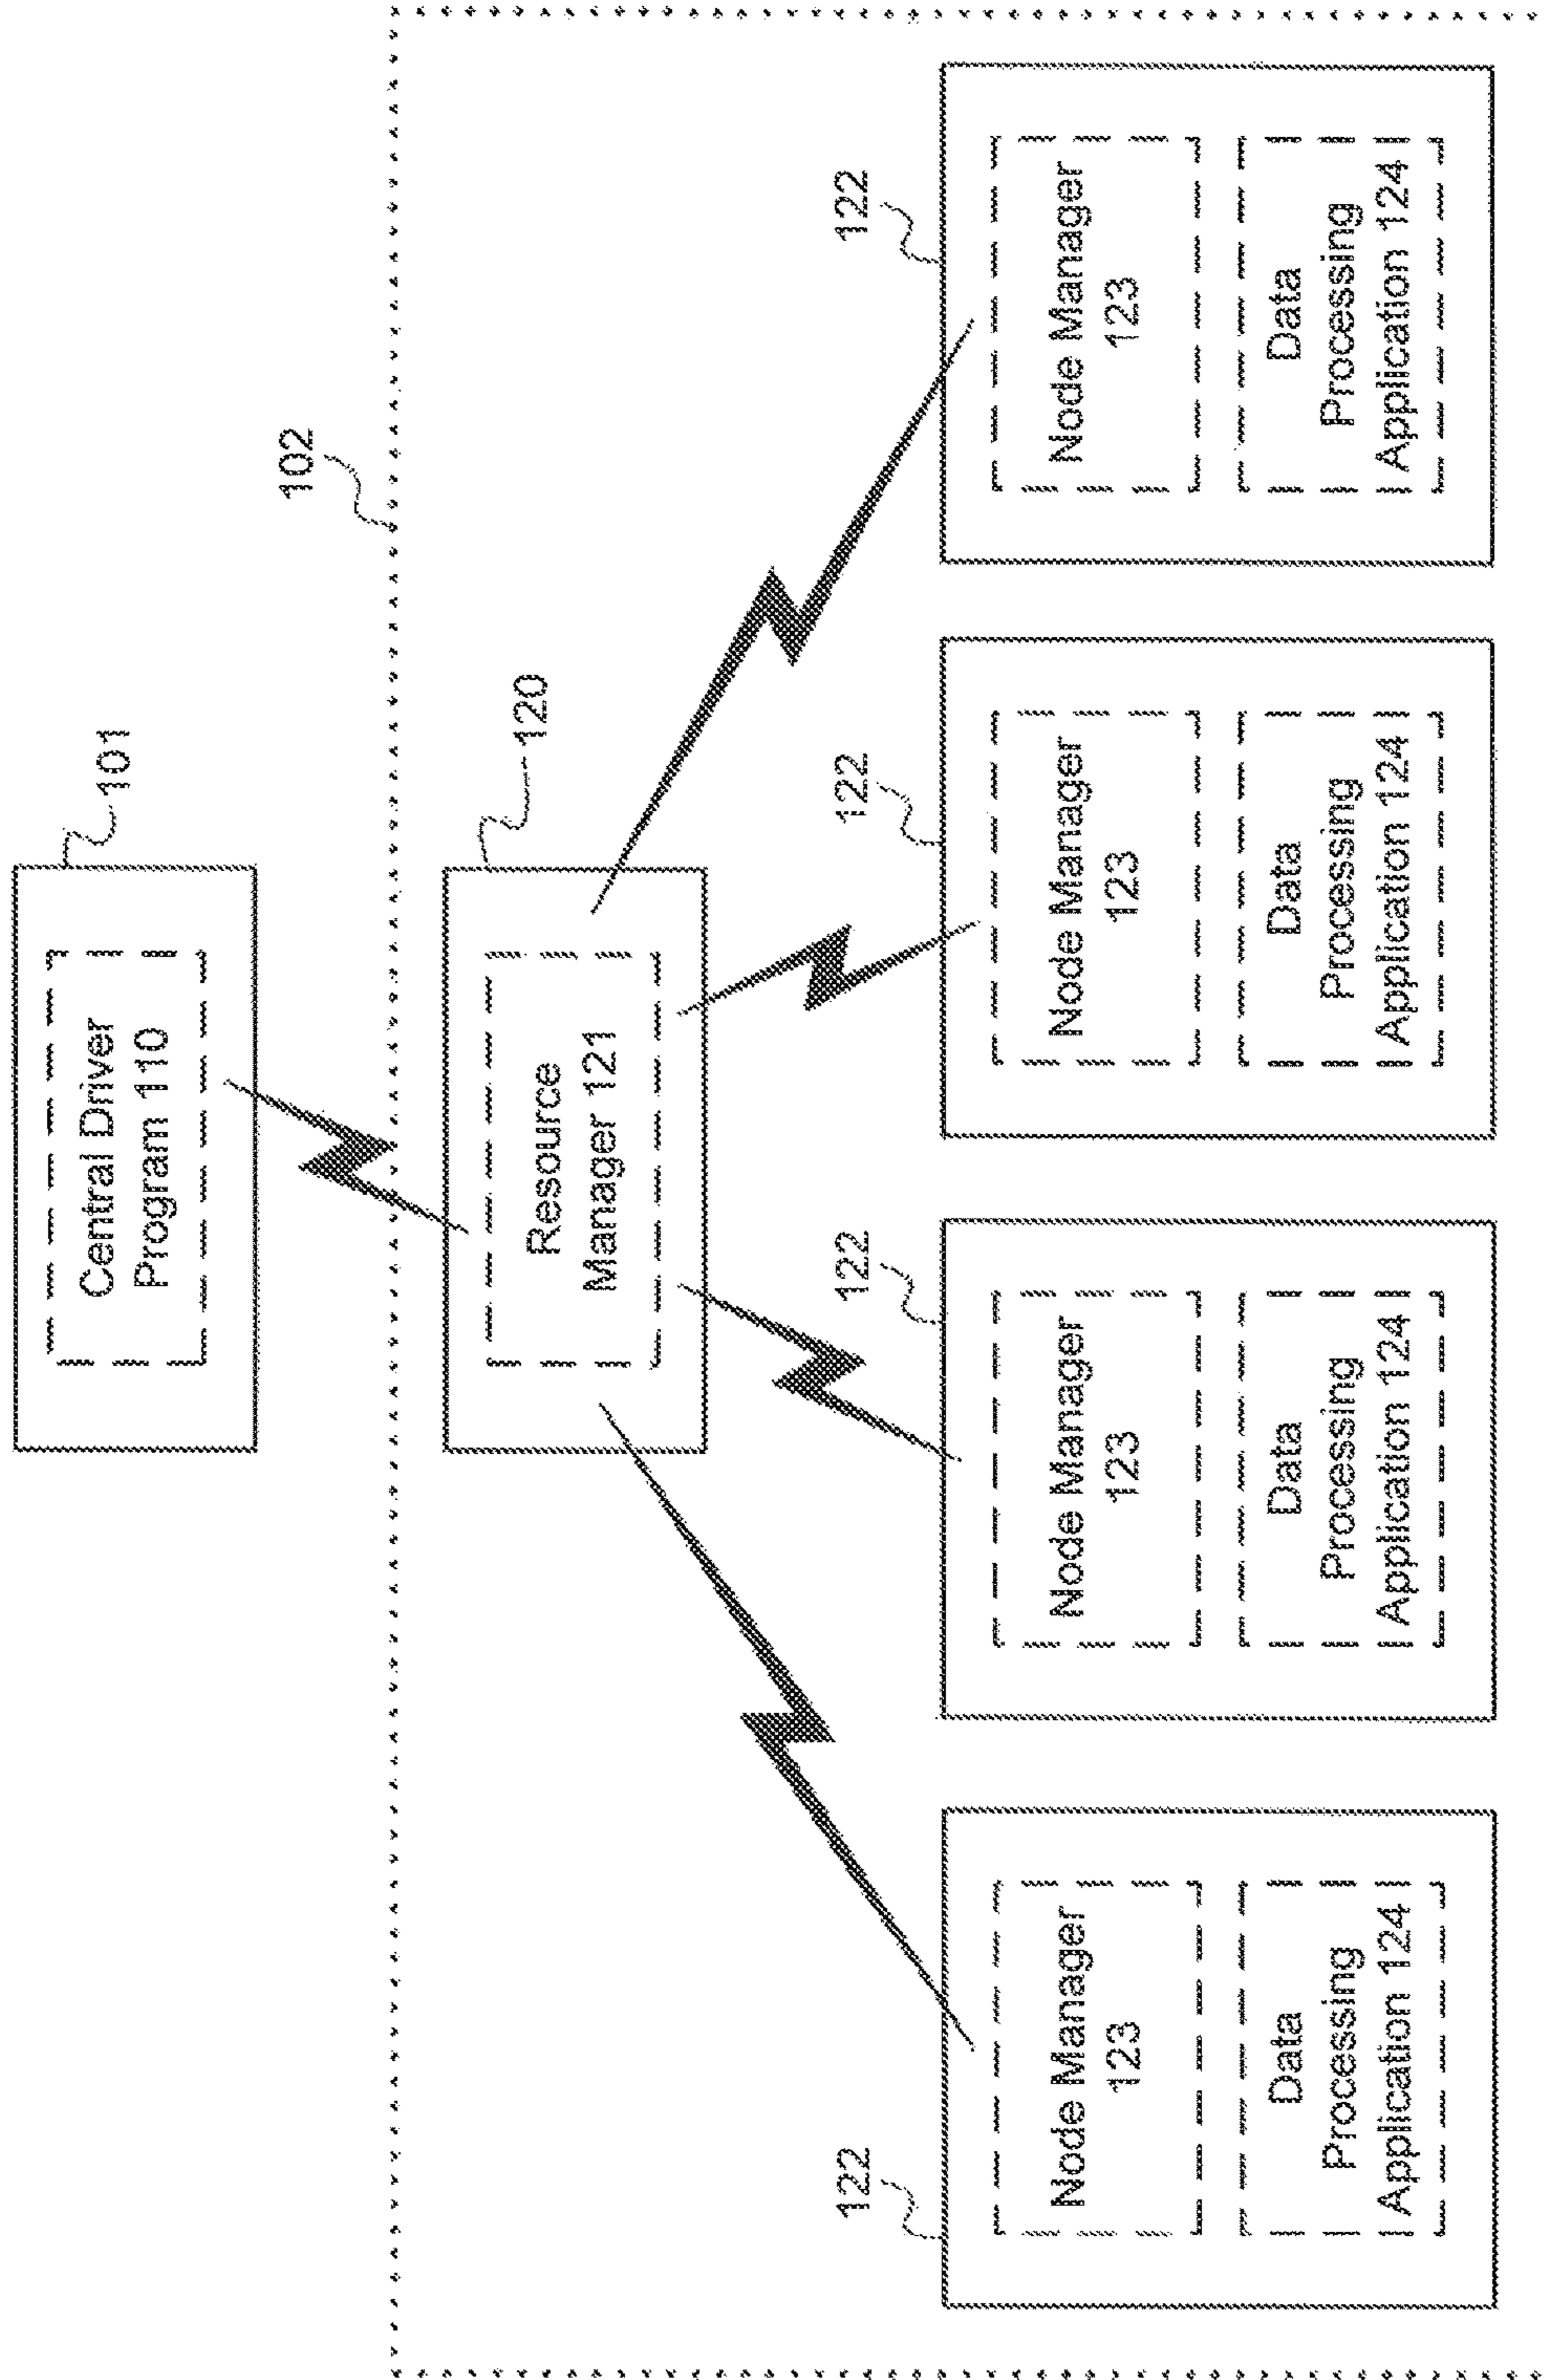 101
Central Driver
Program 110
102
120
Resource
Manager 121
122
122
122
122
Node Manager
123
Data
Processing
Application 124
Node Manager
123
Data
Processing
Application 124
Node Manager
123
Data
Processing
Application 124
Node Manager
123
Data
Processing
Application 124